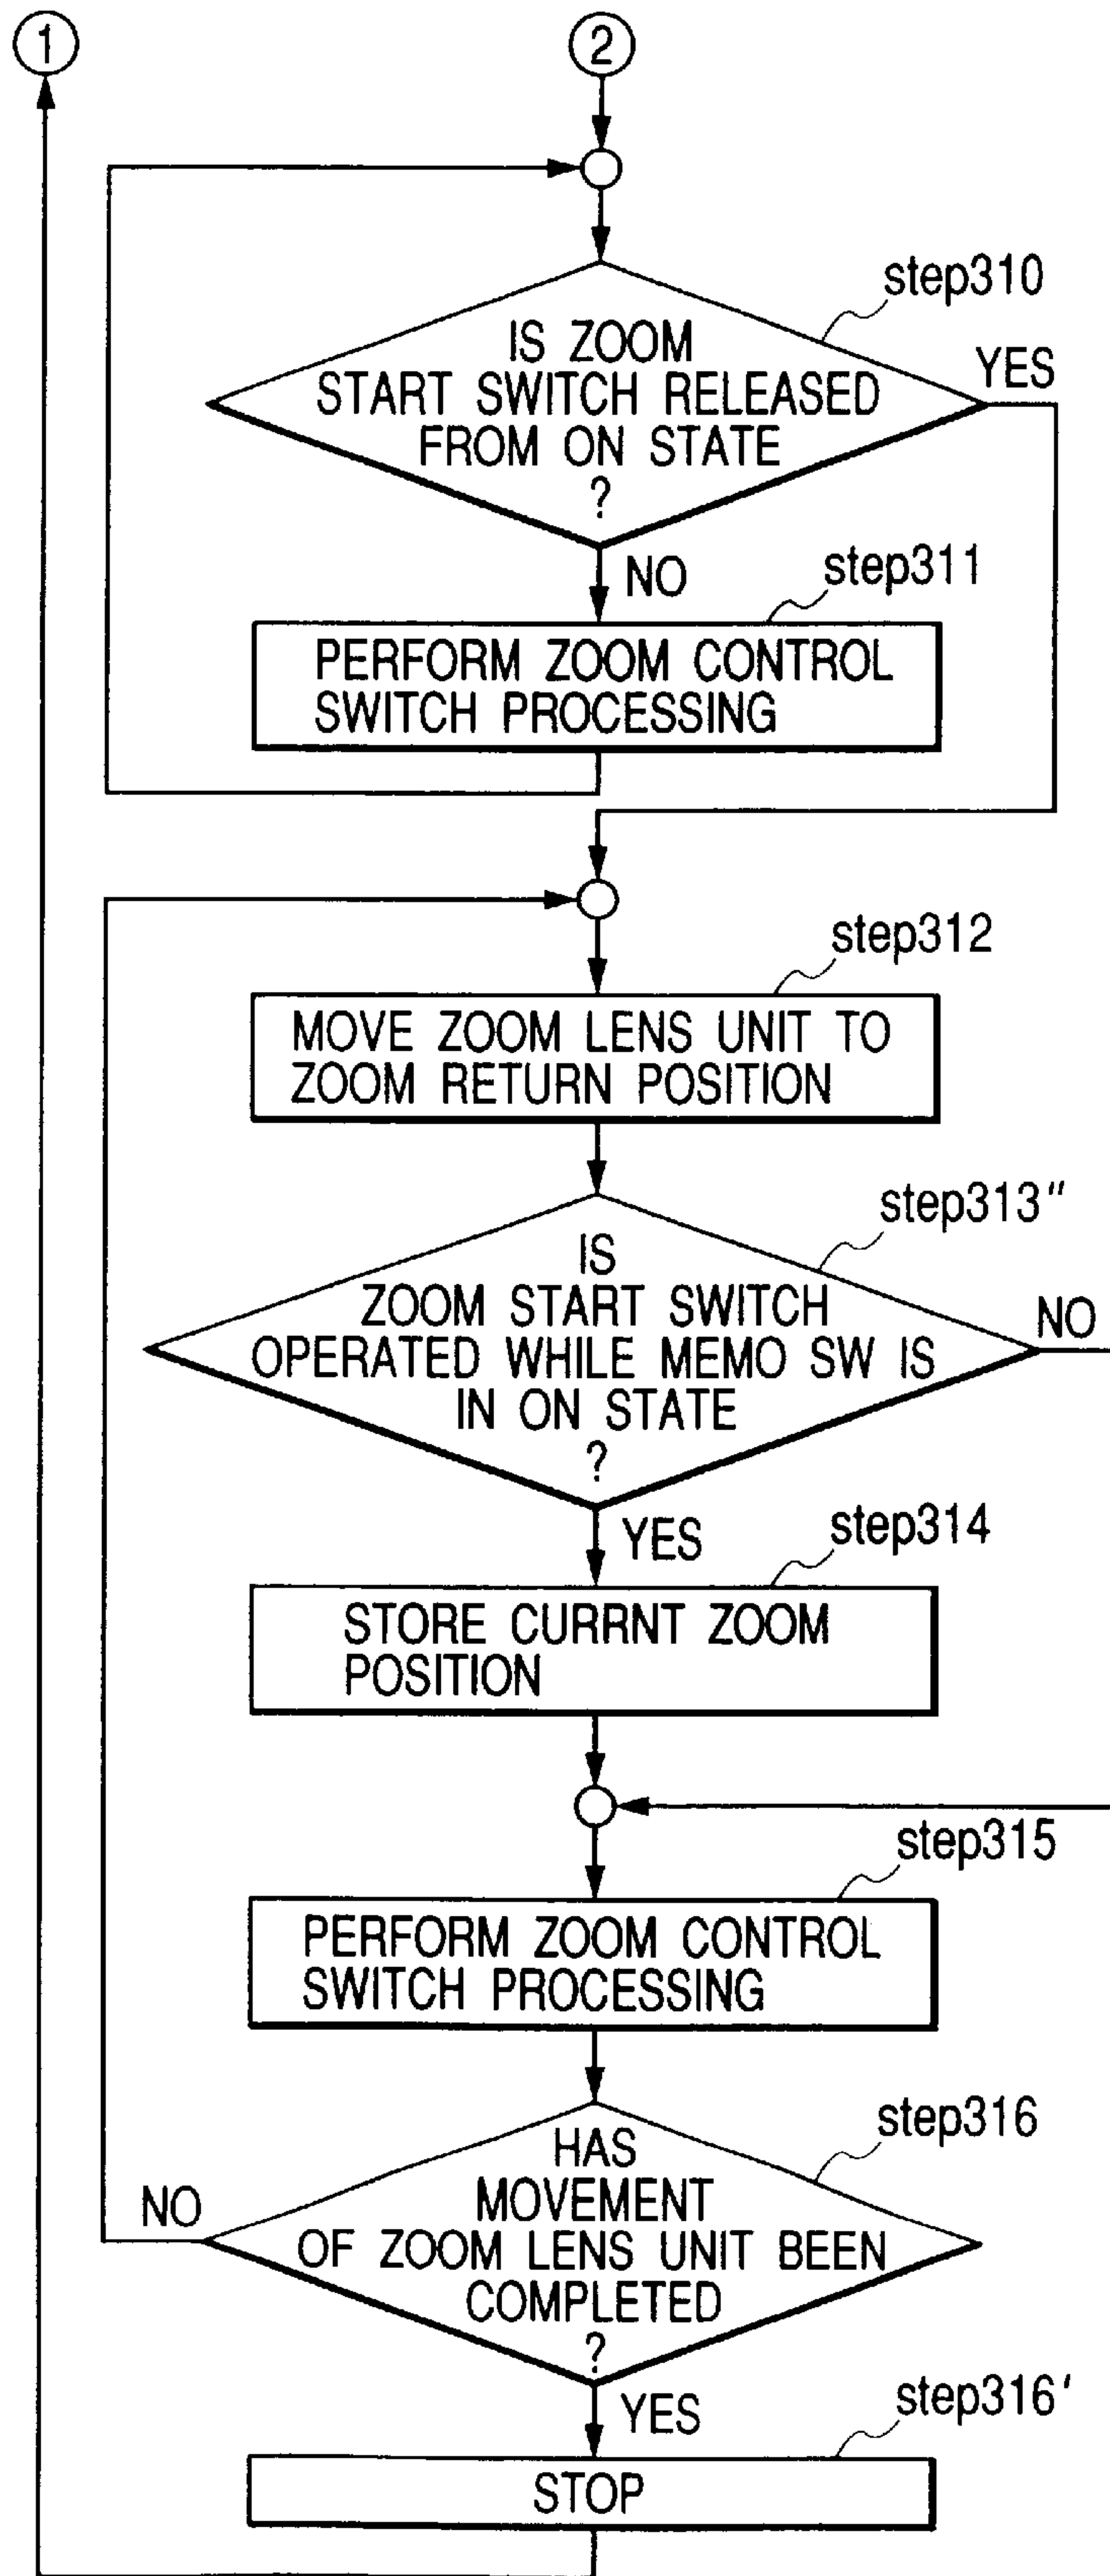 1
2
step310
IS ZOOM
START SWITCH RELEASED
FROM ON STATE
?
YES
NO
step311
PERFORM ZOOM CONTROL
SWITCH PROCESSING
step312
MOVE ZOOM LENS UNIT TO
ZOOM RETURN POSITION
step313"
IS
ZOOM START SWITCH
OPERATED WHILE MEMO SW IS
IN ON STATE
?
NO
YES
step314
STORE CURRNT ZOOM
POSITION
step315
PERFORM ZOOM CONTROL
SWITCH PROCESSING
step316
HAS
MOVEMENT
OF ZOOM LENS UNIT BEEN
COMPLETED
?
NO
YES
step316'
STOP